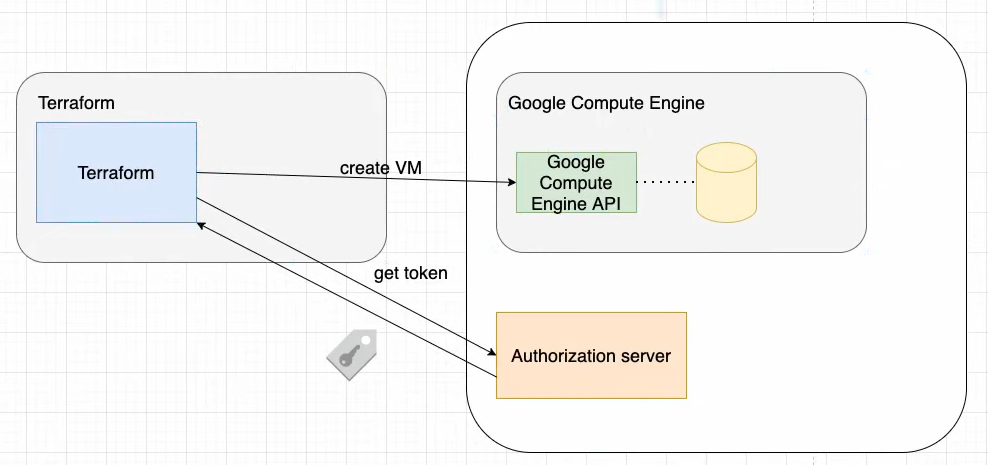 Terraform
Terraform
create VM
get token
Google Compute Engine
Google
Compute
Engine API
Authorization server